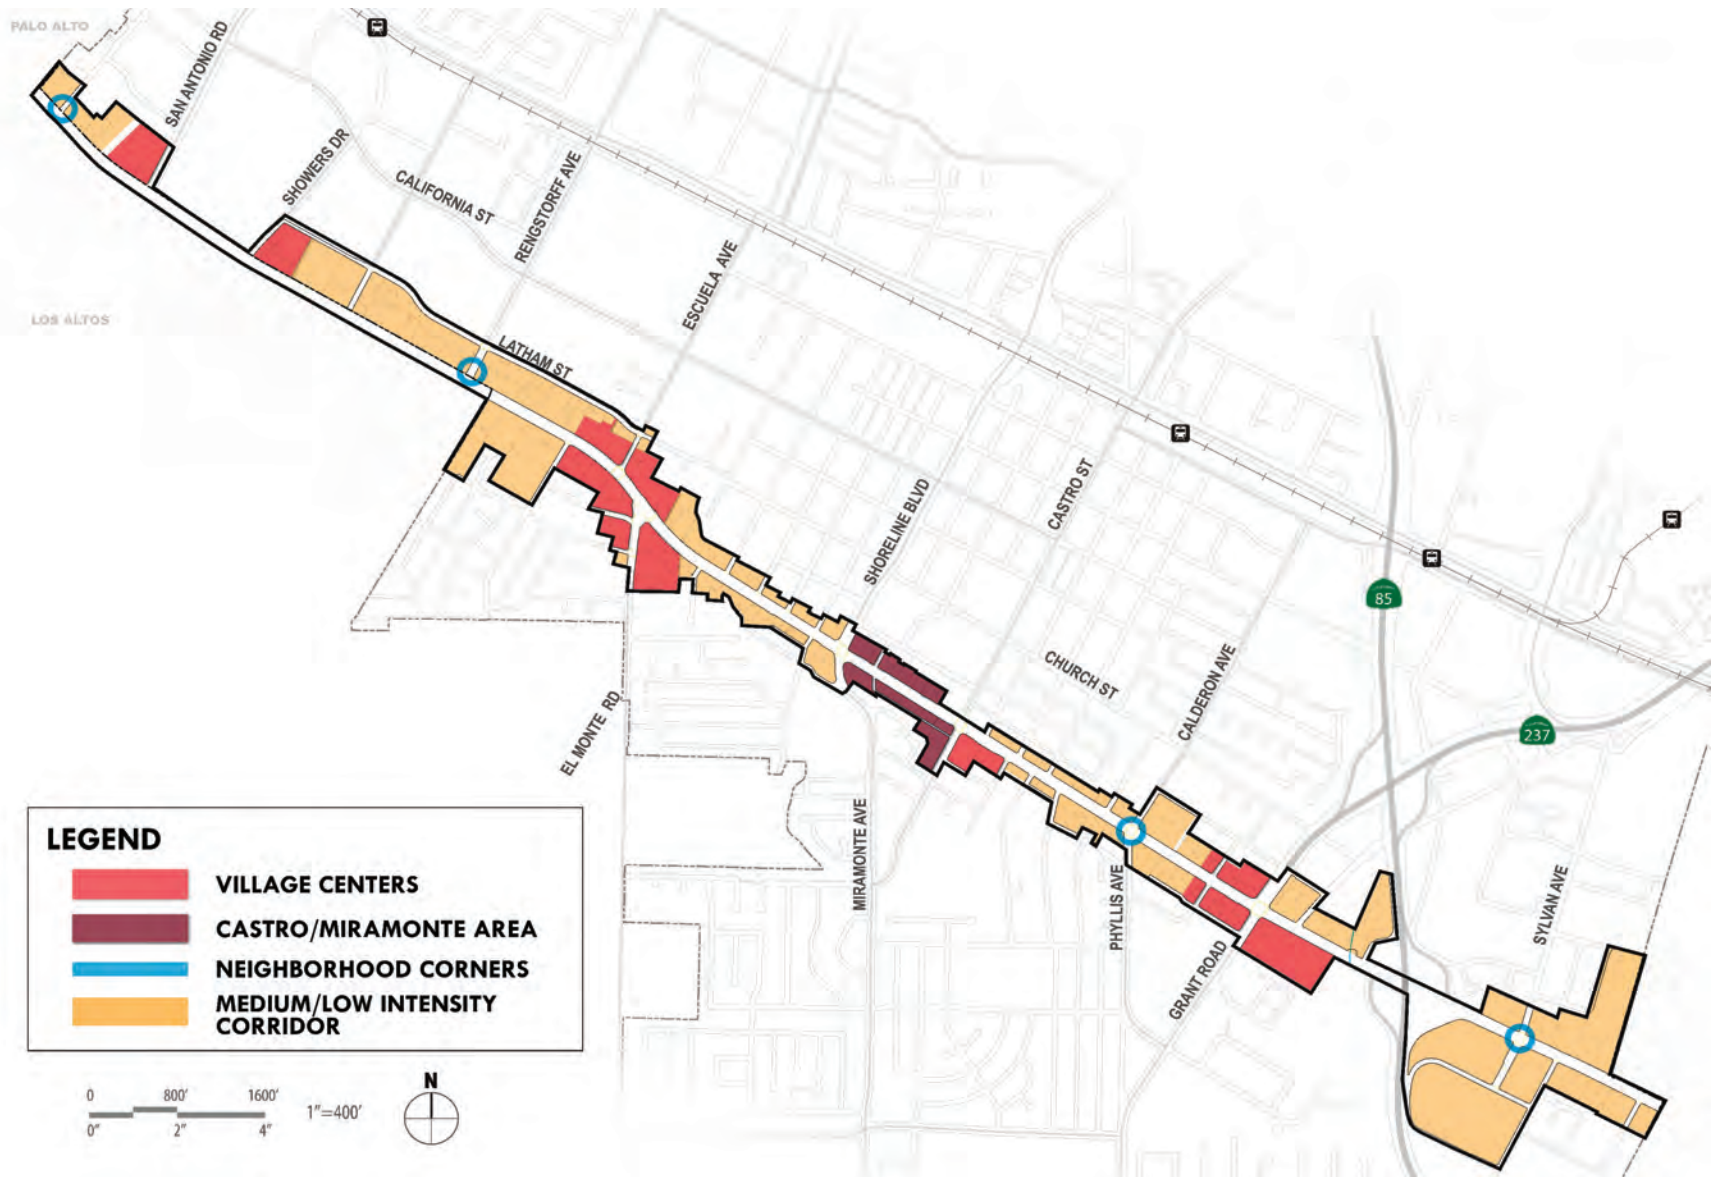 PALO ALTO
SAN ANTONIO RD
SHOWERS DR
CALIFORNIA ST
RENGSTORFF AVE
ESCUELA AVE
LOS ALTOS
LATHAM ST
SHORELINE BLVD
CASTRO ST
85
CHURCH ST
CALDERON AVE
237
EL MONTE RD
MIRAMONTE AVE
PHYLLIS AVE
GRANT ROAD
SYLVAN AVE
LEGEND
VILLAGE CENTERS
CASTRO/MIRAMONTE AREA
NEIGHBORHOOD CORNERS
MEDIUM/LOW INTENSITY
CORRIDOR
0 800' 1600'
0" 2" 4"
1"=400'
N